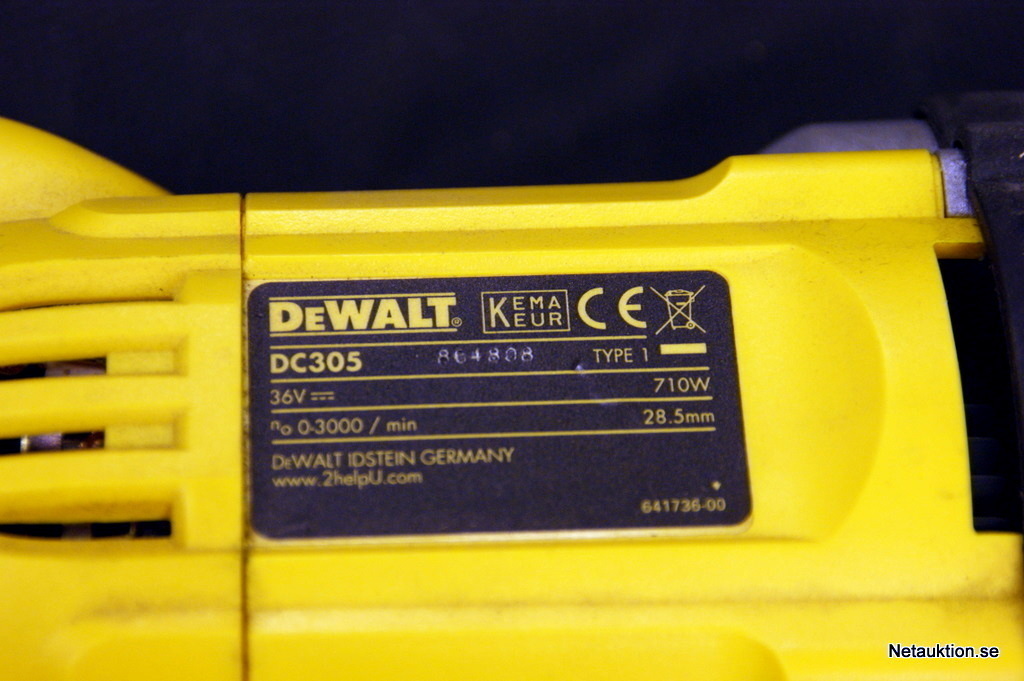 DEWALT® KEMA KEUR CE
DC305 864808 TYPE 1
36V 710W
n₀ 0-3000 / min 28.5mm
DEWALT IDSTEIN GERMANY
www.2helpU.com
641736-00
Netauktion.se